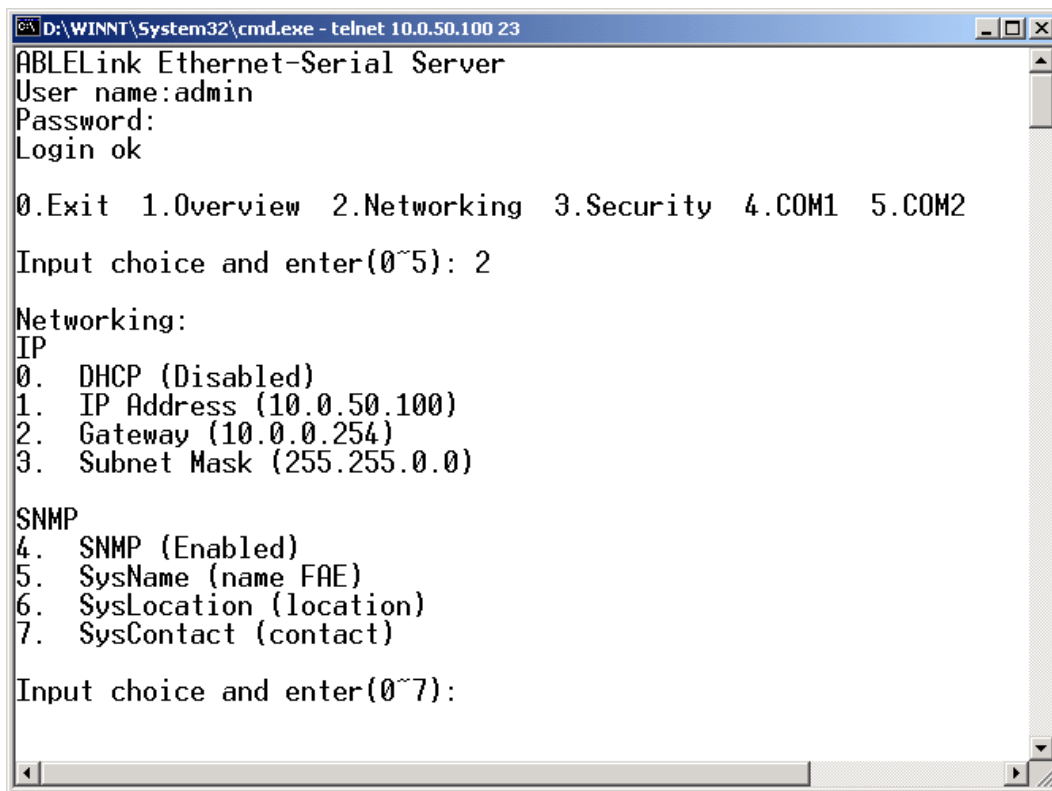 D:\WINNT\System32\cmd.exe - telnet 10.0.50.100 23
ABLELink Ethernet-Serial Server
User name:admin
Password:
Login ok
0.Exit  1.Overview  2.Networking  3.Security  4.COM1  5.COM2
Input choice and enter(0~5): 2
Networking:
IP
0.  DHCP (Disabled)
1.  IP Address (10.0.50.100)
2.  Gateway (10.0.0.254)
3.  Subnet Mask (255.255.0.0)
SNMP
4.  SNMP (Enabled)
5.  SysName (name FAE)
6.  SysLocation (location)
7.  SysContact (contact)
Input choice and enter(0~7):